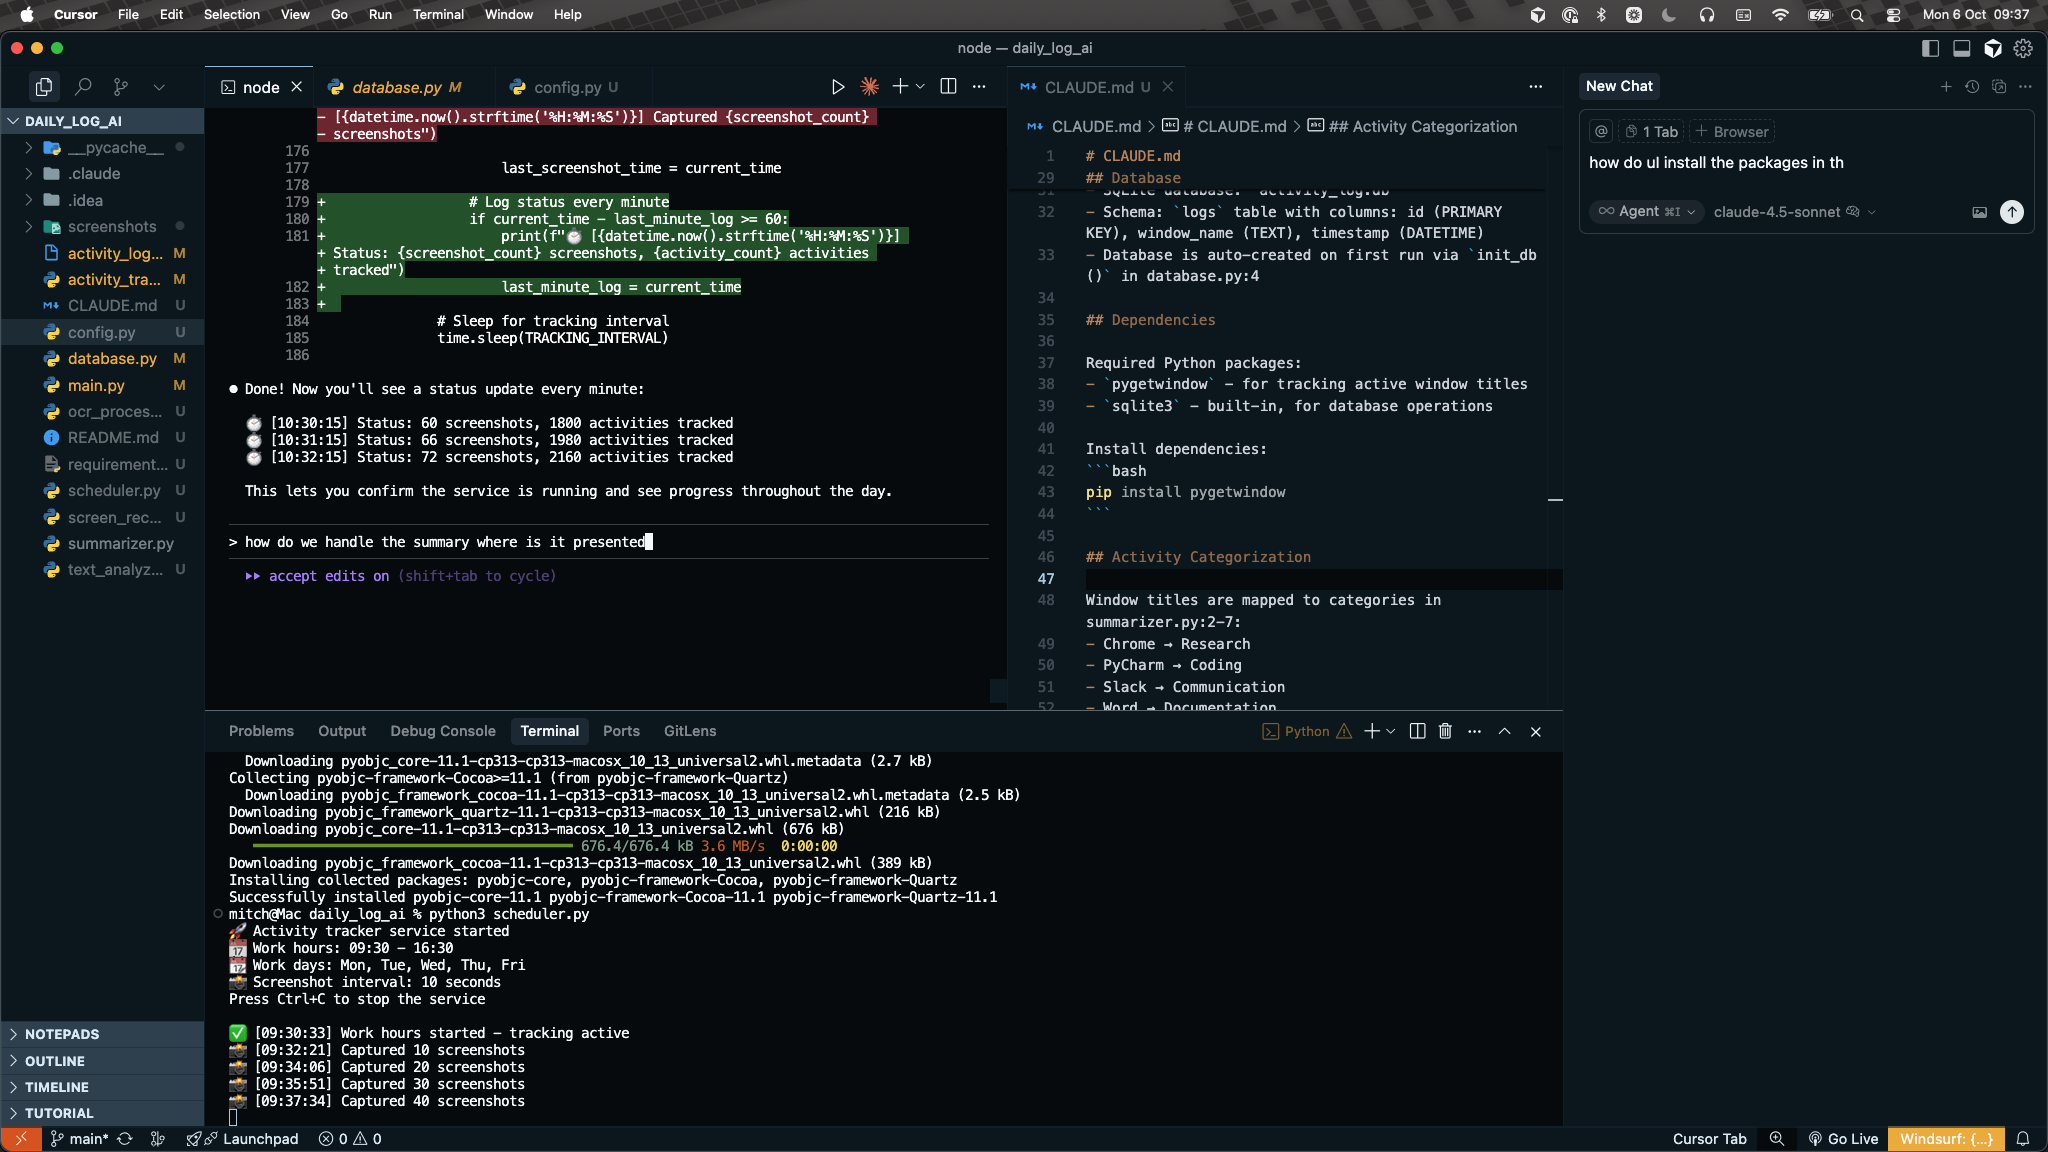 Cursor File Edit Selection View Go Run Terminal Window Help
Mon 6 Oct 09:37
node — daily_log_ai
DAILY_LOG_AI
__pycache__
.claude
.idea
screenshots
activity_log... M
activity_tra... M
CLAUDE.md U
config.py U
database.py M
main.py M
ocr_proces... U
README.md U
requirement... U
scheduler.py U
screen_rec... U
summarizer.py
text_analyz... U
NOTEPADS
OUTLINE
TIMELINE
TUTORIAL
node
database.py M
config.py U
- [{datetime.now().strftime('%H:%M:%S')}] Captured {screenshot_count}
- screenshots")
176
177 last_screenshot_time = current_time
178
179 + # Log status every minute
180 + if current_time - last_minute_log >= 60:
181 + print(f"⏱️ [{datetime.now().strftime('%H:%M:%S')}]
+ Status: {screenshot_count} screenshots, {activity_count} activities
+ tracked")
182 + last_minute_log = current_time
183 +
184 # Sleep for tracking interval
185 time.sleep(TRACKING_INTERVAL)
186
● Done! Now you'll see a status update every minute:
⏱️ [10:30:15] Status: 60 screenshots, 1800 activities tracked
⏱️ [10:31:15] Status: 66 screenshots, 1980 activities tracked
⏱️ [10:32:15] Status: 72 screenshots, 2160 activities tracked
This lets you confirm the service is running and see progress throughout the day.
> how do we handle the summary where is it presented
⏵⏵ accept edits on (shift+tab to cycle)
CLAUDE.md U
CLAUDE.md > # CLAUDE.md > ## Activity Categorization
1 # CLAUDE.md
29 ## Database
31 - SQLite database: `activity_log.db`
32 - Schema: `logs` table with columns: id (PRIMARY
KEY), window_name (TEXT), timestamp (DATETIME)
33 - Database is auto-created on first run via `init_db
()` in database.py:4
34
35 ## Dependencies
36
37 Required Python packages:
38 - `pygetwindow` - for tracking active window titles
39 - `sqlite3` - built-in, for database operations
40
41 Install dependencies:
42 ```bash
43 pip install pygetwindow
44 ```
45
46 ## Activity Categorization
47
48 Window titles are mapped to categories in
summarizer.py:2-7:
49 - Chrome → Research
50 - PyCharm → Coding
51 - Slack → Communication
52 - Word → Documentation
New Chat
@ 1 Tab + Browser
how do uI install the packages in th
∞ Agent ⌘I claude-4.5-sonnet
Problems Output Debug Console Terminal Ports GitLens
Python
Downloading pyobjc_core-11.1-cp313-cp313-macosx_10_13_universal2.whl.metadata (2.7 kB)
Collecting pyobjc-framework-Cocoa>=11.1 (from pyobjc-framework-Quartz)
Downloading pyobjc_framework_cocoa-11.1-cp313-cp313-macosx_10_13_universal2.whl.metadata (2.5 kB)
Downloading pyobjc_framework_quartz-11.1-cp313-cp313-macosx_10_13_universal2.whl (216 kB)
Downloading pyobjc_core-11.1-cp313-cp313-macosx_10_13_universal2.whl (676 kB)
676.4/676.4 kB 3.6 MB/s 0:00:00
Downloading pyobjc_framework_cocoa-11.1-cp313-cp313-macosx_10_13_universal2.whl (389 kB)
Installing collected packages: pyobjc-core, pyobjc-framework-Cocoa, pyobjc-framework-Quartz
Successfully installed pyobjc-core-11.1 pyobjc-framework-Cocoa-11.1 pyobjc-framework-Quartz-11.1
mitch@Mac daily_log_ai % python3 scheduler.py
🚀 Activity tracker service started
📅 Work hours: 09:30 - 16:30
📆 Work days: Mon, Tue, Wed, Thu, Fri
📸 Screenshot interval: 10 seconds
Press Ctrl+C to stop the service
✅ [09:30:33] Work hours started - tracking active
📸 [09:32:21] Captured 10 screenshots
📸 [09:34:06] Captured 20 screenshots
📸 [09:35:51] Captured 30 screenshots
📸 [09:37:34] Captured 40 screenshots
main* Launchpad 0 0
Cursor Tab Go Live Windsurf: {...}